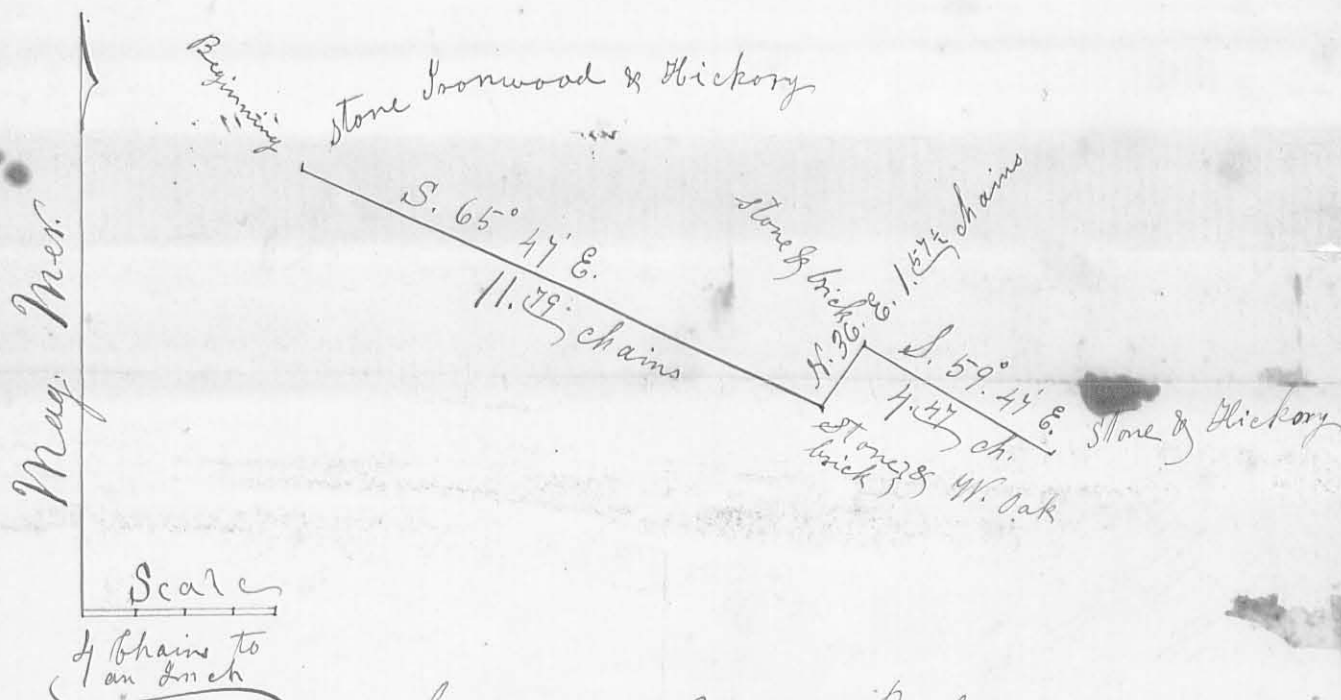 Beginning
stone Ironwood & Hickory
S. 65° 47' E.
11.79 chains
stone & brick
N. 36. E. 1.57½ chains
S. 59° 47' E.
4.47 ch.
stone & Hickory
stone &
brick & W. Oak
Mag. Mer.
Scale
4 Chains to
an Inch